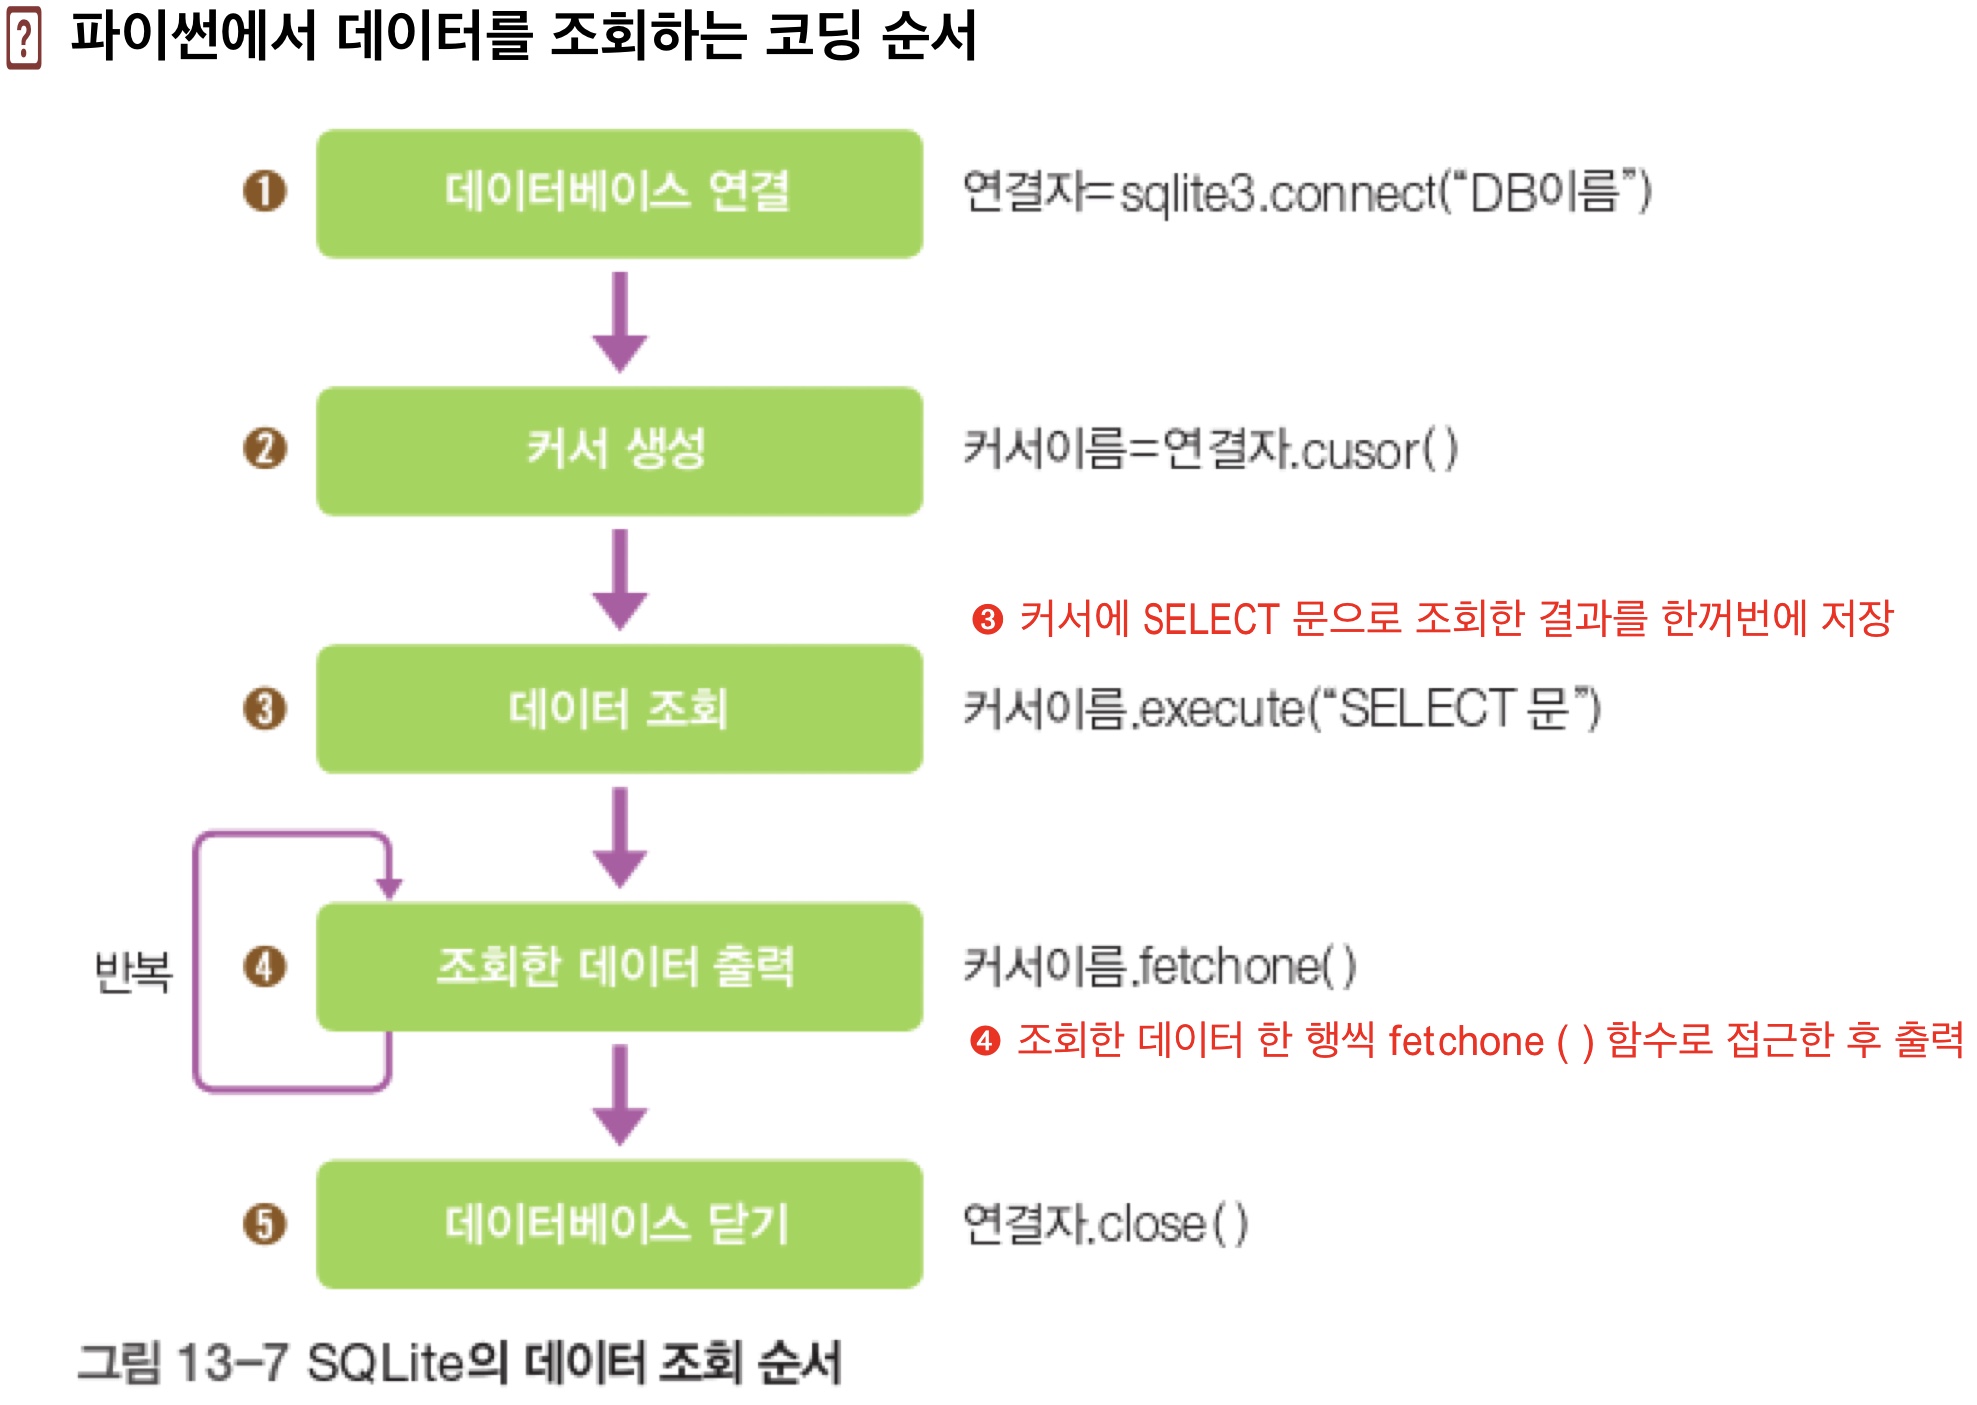 파이썬에서 데이터를 조회하는 코딩 순서
❶ 데이터베이스 연결 연결자=sqlite3.connect(“DB이름”)
❷ 커서 생성 커서이름=연결자.cusor( )
❸ 커서에 SELECT 문으로 조회한 결과를 한꺼번에 저장
❸ 데이터 조회 커서이름.execute(“SELECT 문”)
반복 ❹ 조회한 데이터 출력 커서이름.fetchone( )
❹ 조회한 데이터 한 행씩 fetchone ( ) 함수로 접근한 후 출력
❺ 데이터베이스 닫기 연결자.close( )
그림 13-7 SQLite의 데이터 조회 순서